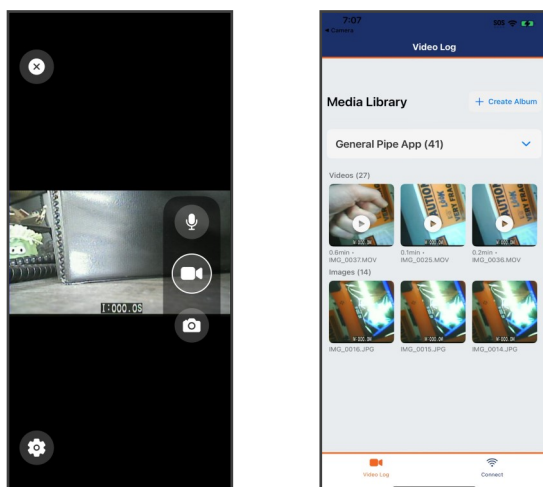 I:000.0S
7:07
SOS
◀ Camera
Video Log
Media Library
+ Create Album
General Pipe App (41)
Videos (27)
0.6min •
IMG_0037.MOV
0.1min •
IMG_0025.MOV
0.2min •
IMG_0036.MOV
Images (14)
IMG_0016.JPG
IMG_0015.JPG
IMG_0014.JPG
Video Log
Connect